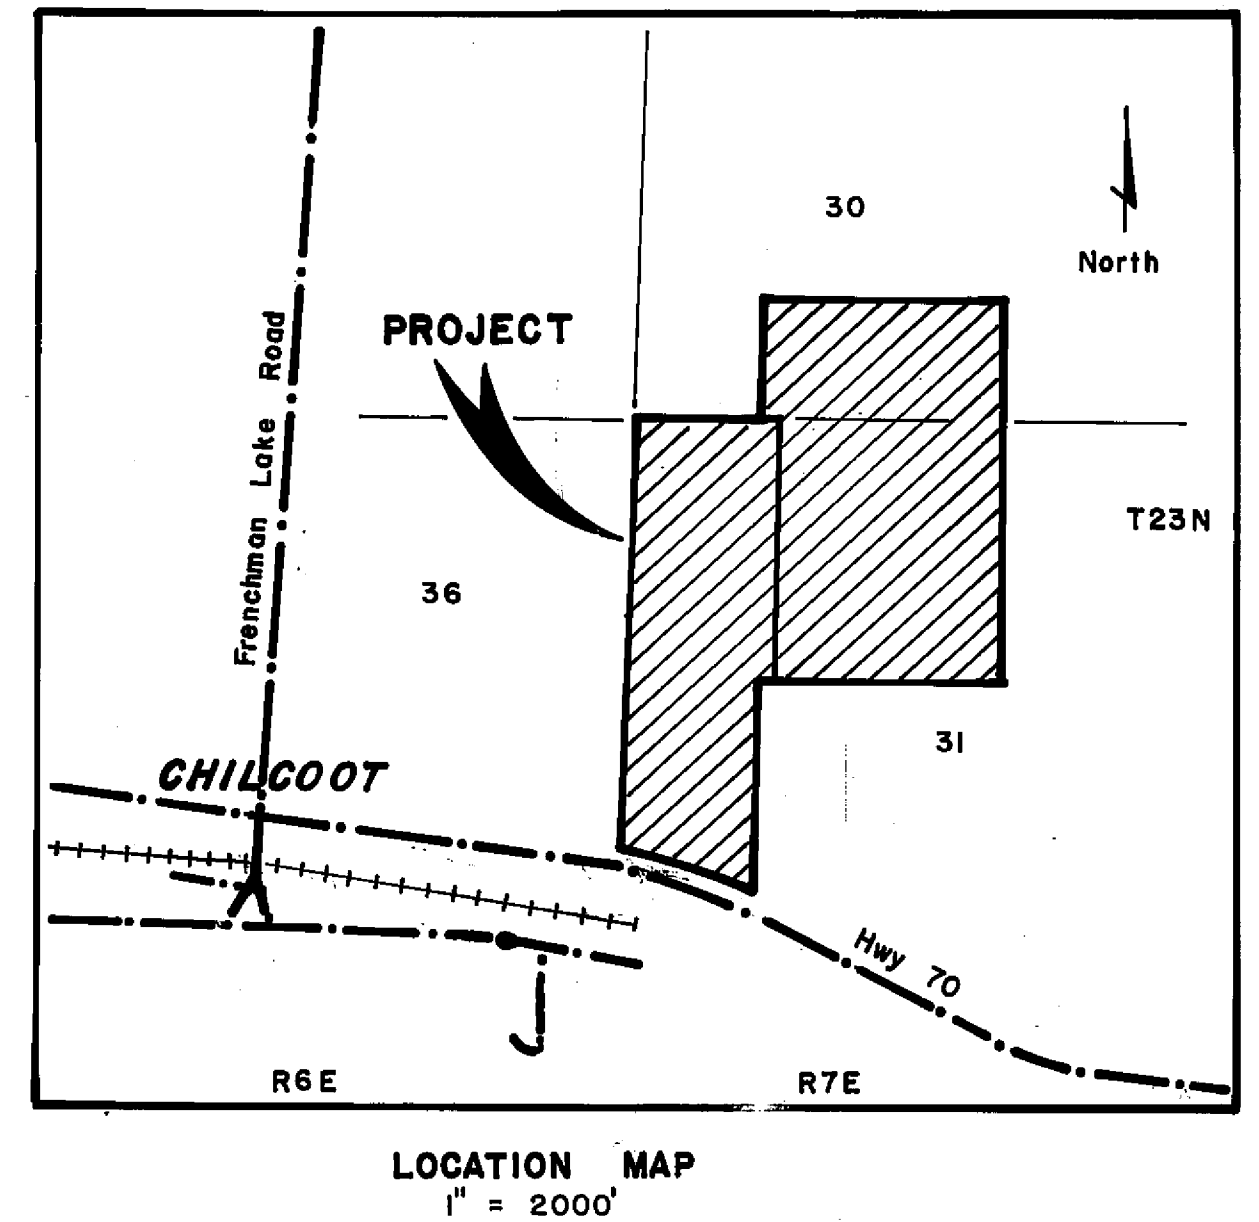 30
North
PROJECT
Frenchman Lake Road
T23N
36
31
CHILCOOT
Hwy 70
R6E
R7E
LOCATION MAP
1" = 2000'